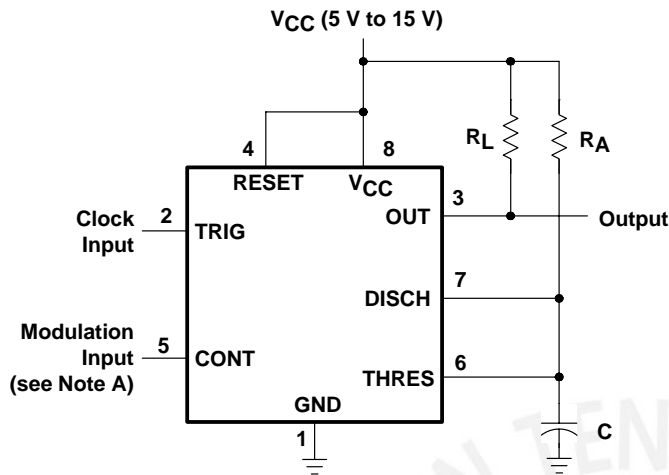 VCC (5 V to 15 V)
4
8
RL
RA
RESET
VCC
3
Clock
Input
2
TRIG
OUT
Output
7
DISCH
Modulation
Input
(see Note A)
5
CONT
6
THRES
GND
1
C